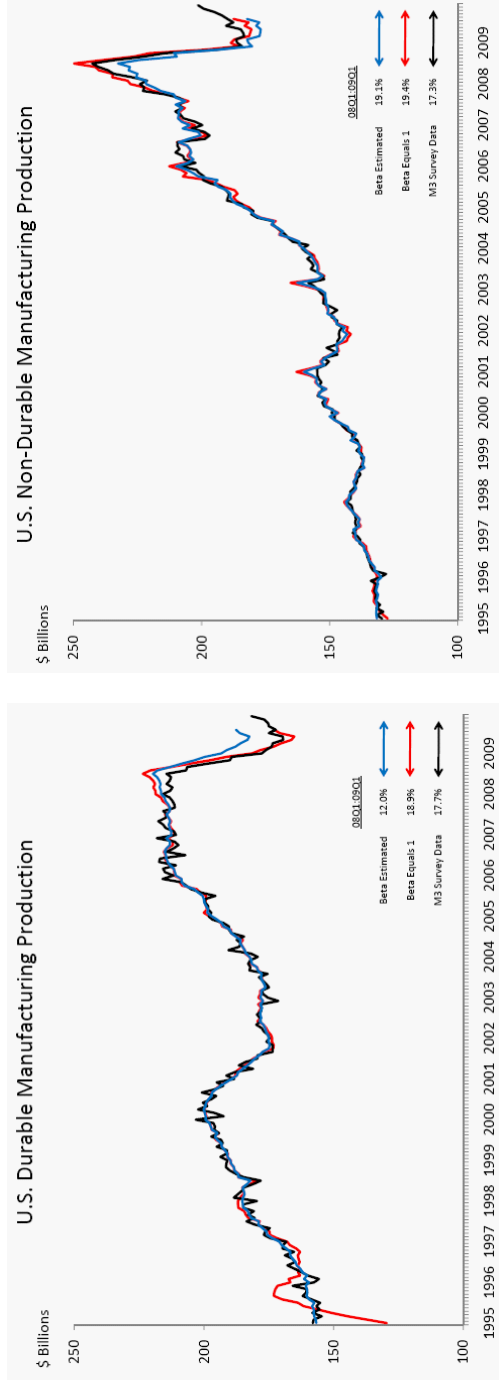 U.S. Durable Manufacturing Production
$ Billions
250
200
150
100
08Q1:09Q1
Beta Estimated 12.0%
Beta Equals 1 18.9%
M3 Survey Data 17.7%
1995 1996 1997 1998 1999 2000 2001 2002 2003 2004 2005 2006 2007 2008 2009
U.S. Non-Durable Manufacturing Production
$ Billions
250
200
150
100
08Q1:09Q1
Beta Estimated 19.1%
Beta Equals 1 19.4%
M3 Survey Data 17.3%
1995 1996 1997 1998 1999 2000 2001 2002 2003 2004 2005 2006 2007 2008 2009